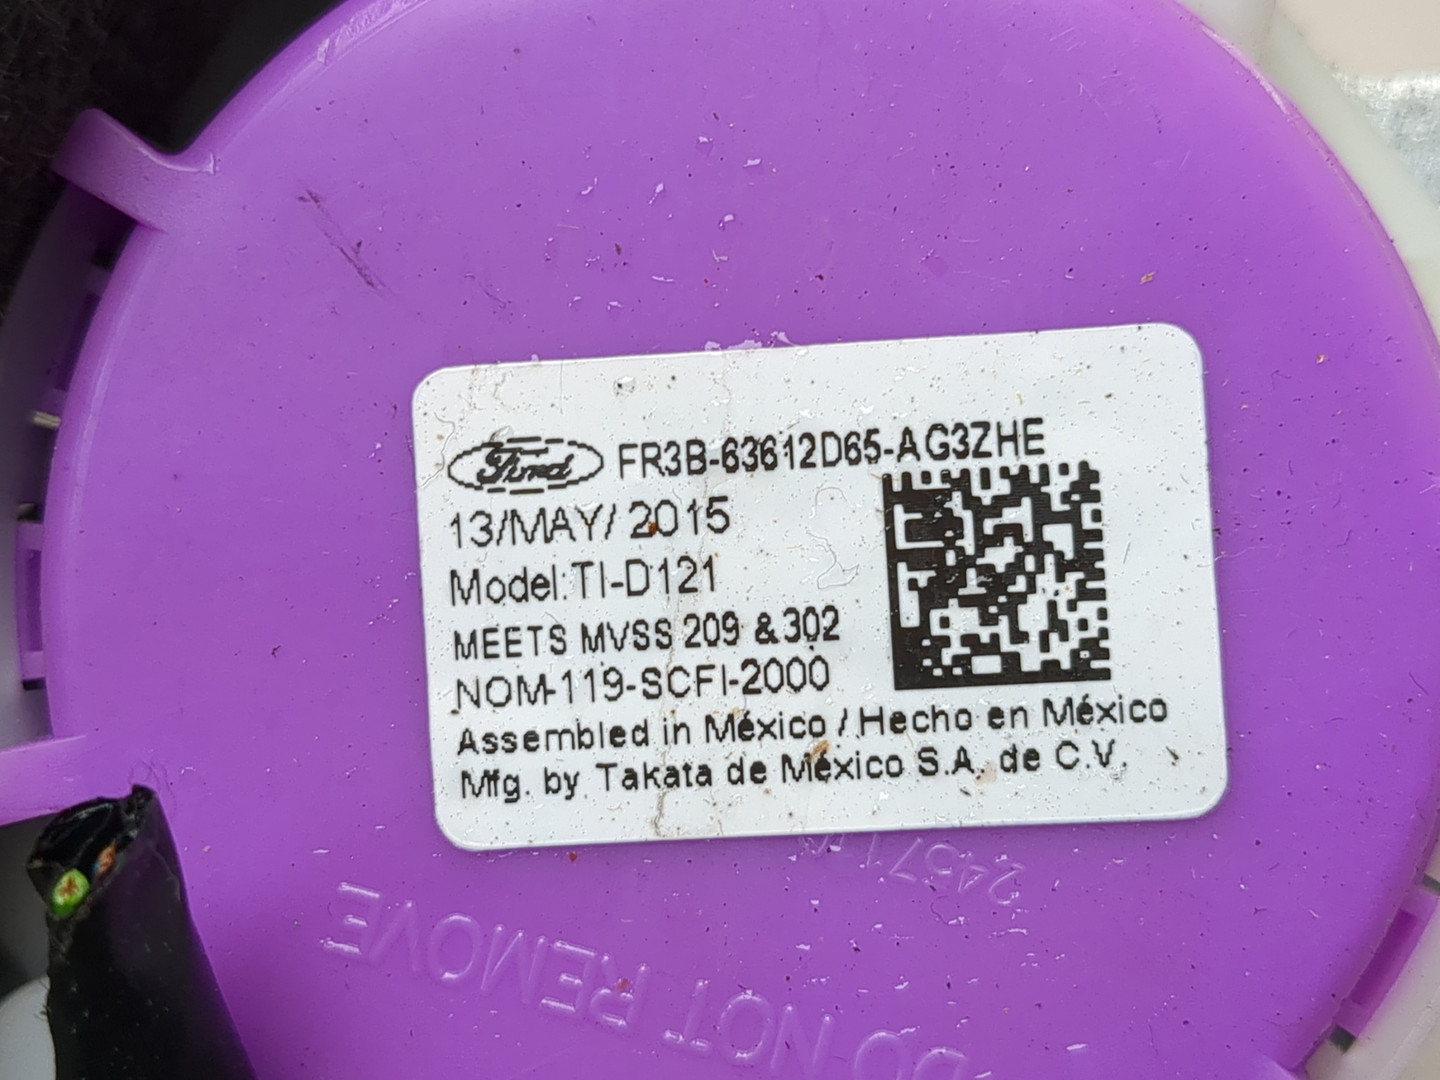 Ford FR3B-63612D65-AG3ZHE
13/MAY/2015
Model:TI-D121
MEETS MVSS 209 & 302
NOM-119-SCFI-2000
Assembled in México / Hecho en México
Mfg. by Takata de México S.A. de C.V.
DO NOT REMOVE